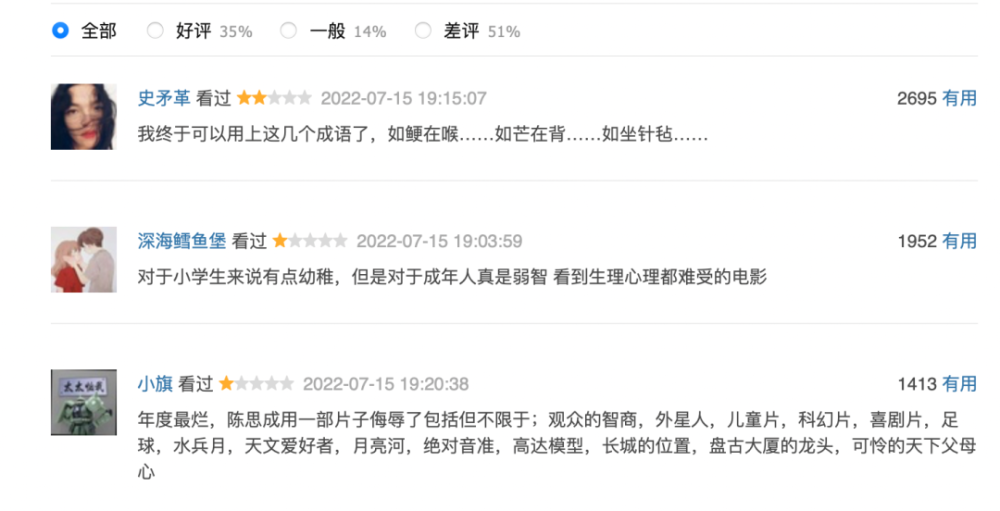 全部 好评 35% 一般 14% 差评 51%
史矛革 看过 2022-07-15 19:15:07 2695 有用
我终于可以用上这几个成语了，如鲠在喉……如芒在背……如坐针毡……
深海鳕鱼堡 看过 2022-07-15 19:03:59 1952 有用
对于小学生来说有点幼稚，但是对于成年人真是弱智 看到生理心理都难受的电影
小旗 看过 2022-07-15 19:20:38 1413 有用
年度最烂，陈思成用一部片子侮辱了包括但不限于；观众的智商，外星人，儿童片，科幻片，喜剧片，足
球，水兵月，天文爱好者，月亮河，绝对音准，高达模型，长城的位置，盘古大厦的龙头，可怜的天下父母
心